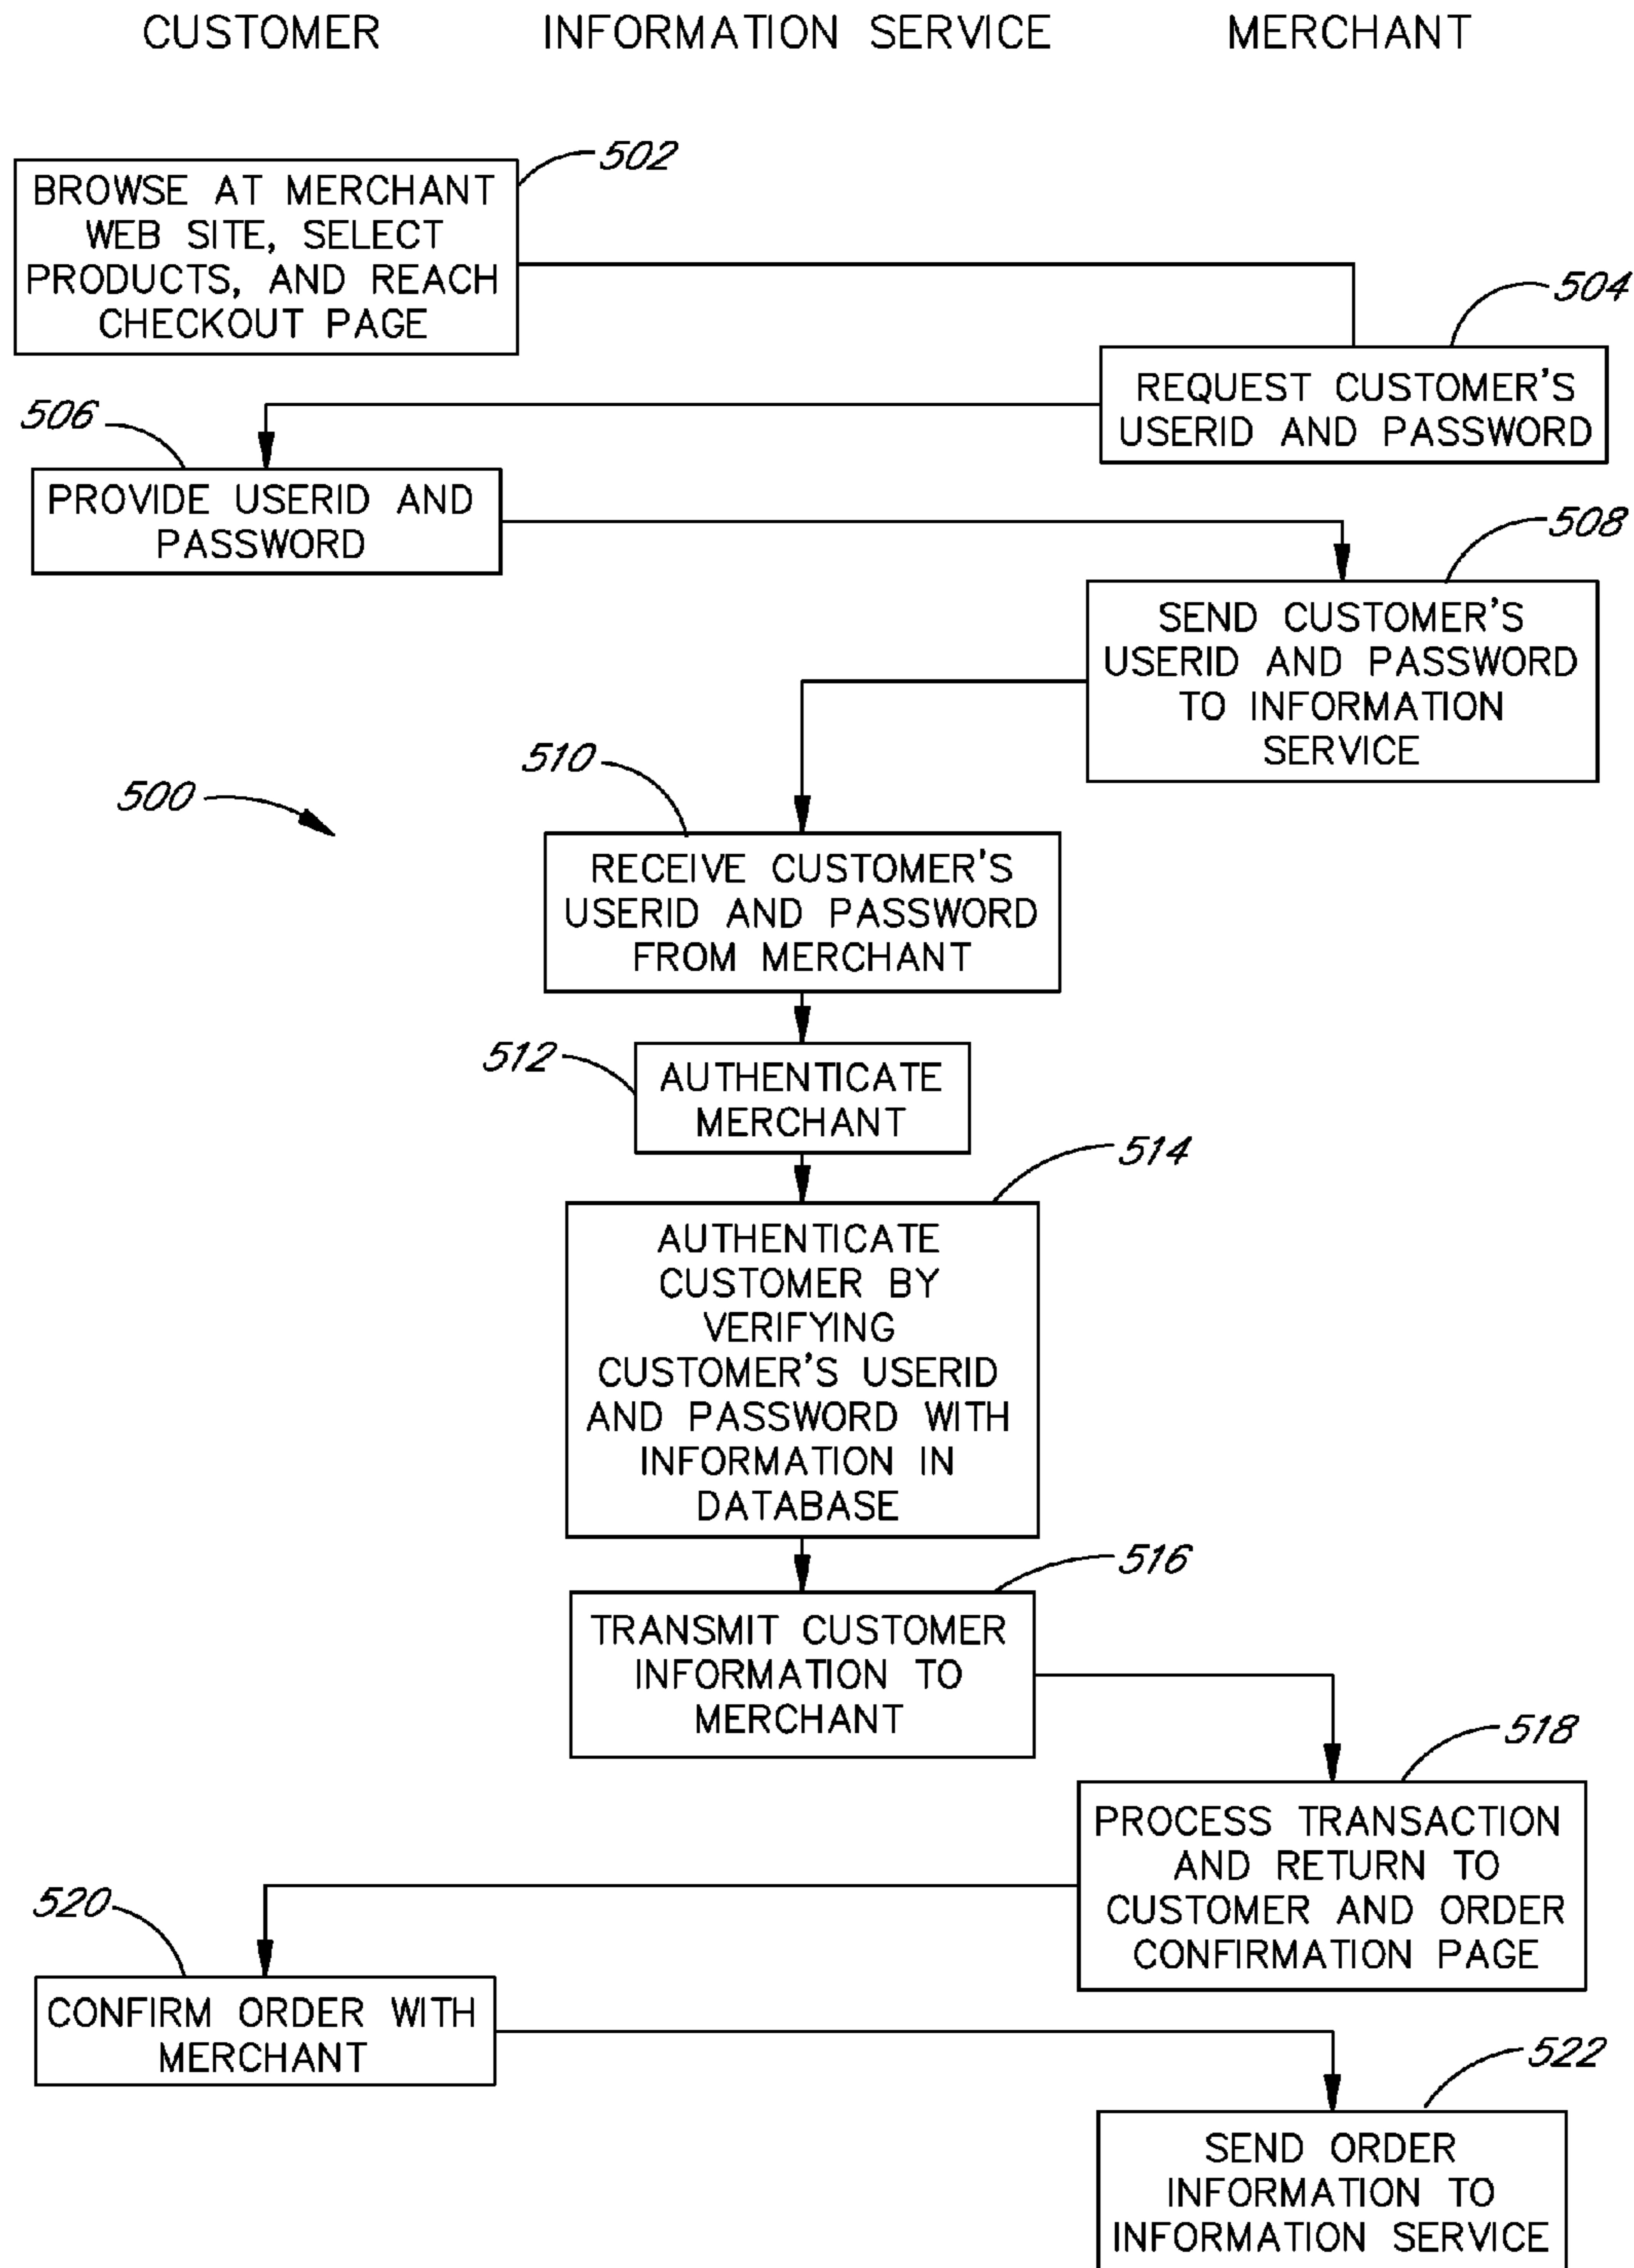 CUSTOMER INFORMATION SERVICE MERCHANT
502
BROWSE AT MERCHANT
WEB SITE, SELECT
PRODUCTS, AND REACH
CHECKOUT PAGE
504
REQUEST CUSTOMER'S
USERID AND PASSWORD
506
PROVIDE USERID AND
PASSWORD
508
SEND CUSTOMER'S
USERID AND PASSWORD
TO INFORMATION
SERVICE
510
500
RECEIVE CUSTOMER'S
USERID AND PASSWORD
FROM MERCHANT
512
AUTHENTICATE
MERCHANT
514
AUTHENTICATE
CUSTOMER BY
VERIFYING
CUSTOMER'S USERID
AND PASSWORD WITH
INFORMATION IN
DATABASE
516
TRANSMIT CUSTOMER
INFORMATION TO
MERCHANT
518
PROCESS TRANSACTION
AND RETURN TO
CUSTOMER AND ORDER
CONFIRMATION PAGE
520
CONFIRM ORDER WITH
MERCHANT
522
SEND ORDER
INFORMATION TO
INFORMATION SERVICE